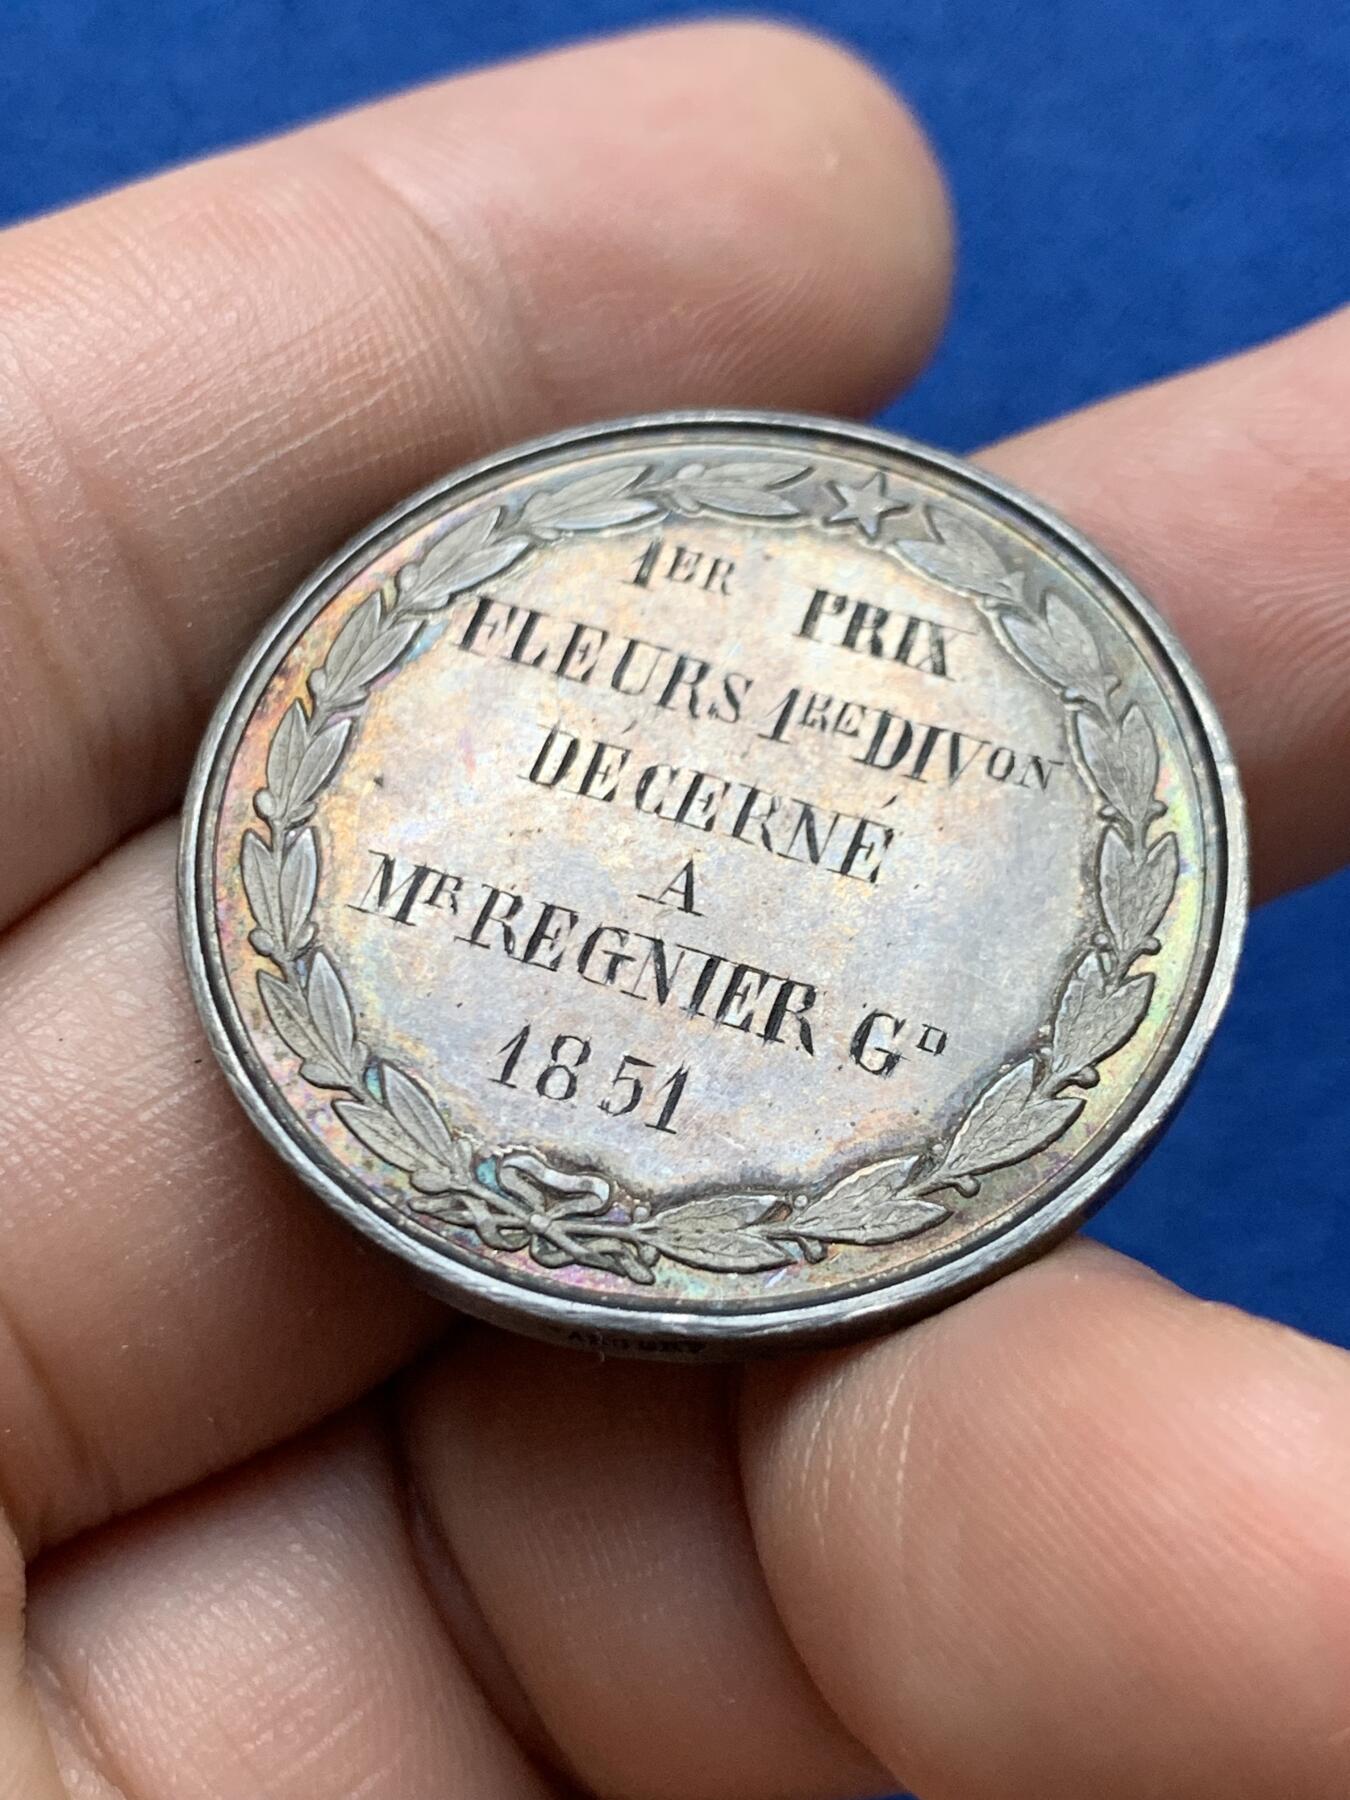 1ER PRIX
FLEURS 1RE DIVON
DÉCERNÉ
A
MR REGNIER GD
1851